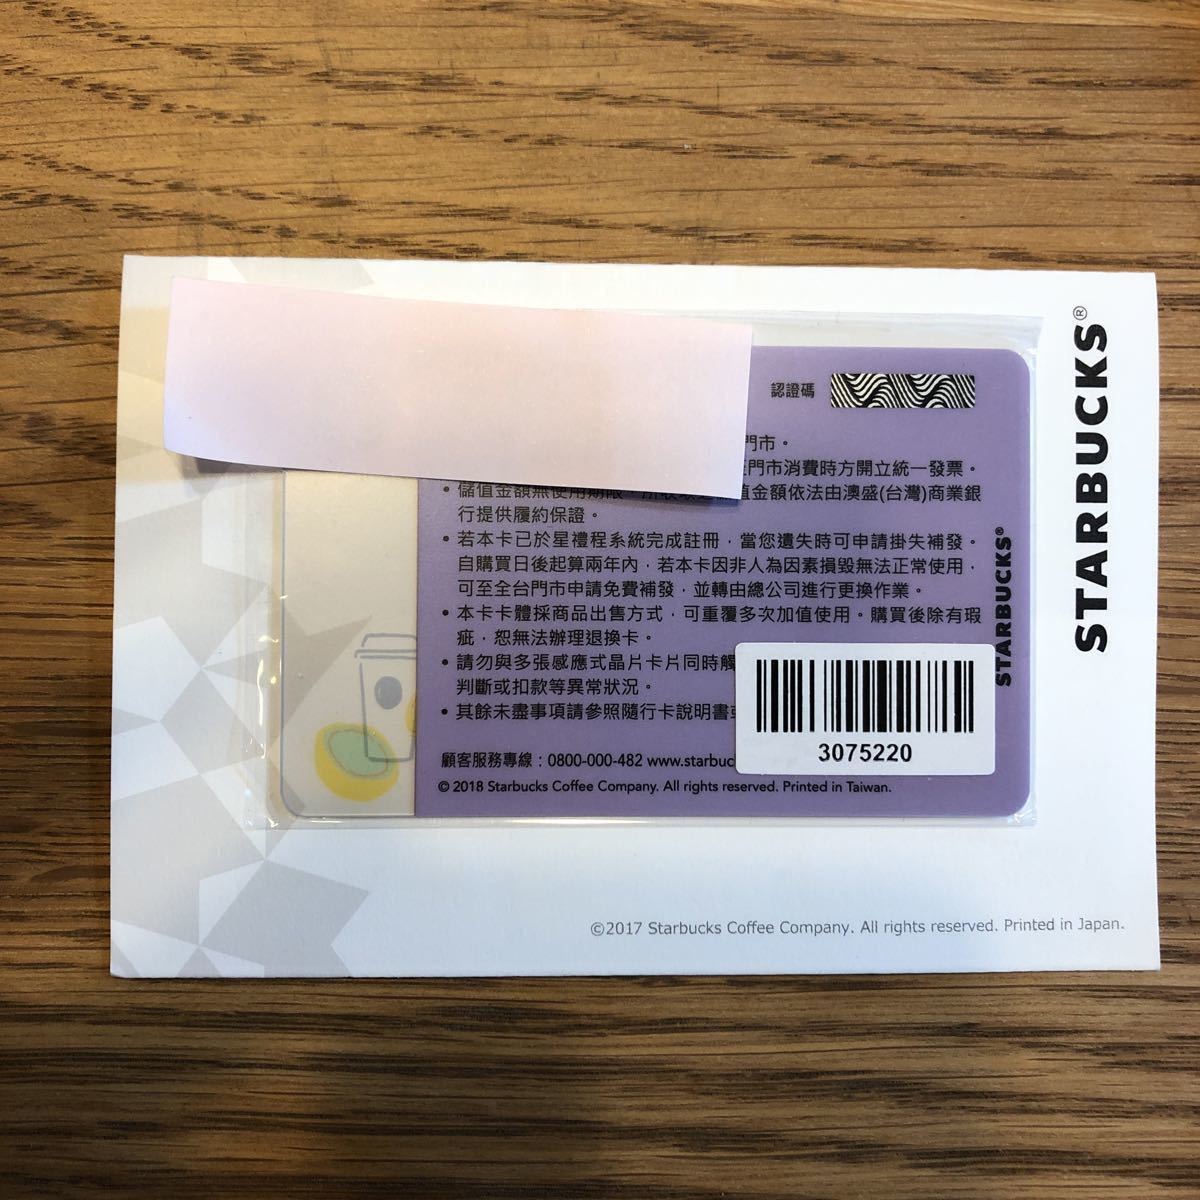 認證碼
門市。
門市消費時方開立統一發票。
• 儲值金額無使用期限，所收取之儲值金額依法由澳盛(台灣)商業銀
行提供履約保證。
• 若本卡已於星禮程系統完成註冊，當您遺失時可申請掛失補發。
自購買日後起算兩年內，若本卡因非人為因素損毀無法正常使用，
可至全台門市申請免費補發，並轉由總公司進行更換作業。
• 本卡卡體採商品出售方式，可重覆多次加值使用。購買後除有瑕
疵，恕無法辦理退換卡。
• 請勿與多張感應式晶片卡片同時觸
判斷或扣款等異常狀況。
• 其餘未盡事項請參照隨行卡說明書或
顧客服務專線：0800-000-482 www.starbuc
© 2018 Starbucks Coffee Company. All rights reserved. Printed in Taiwan.
STARBUCKS®
3075220
STARBUCKS®
©2017 Starbucks Coffee Company. All rights reserved. Printed in Japan.